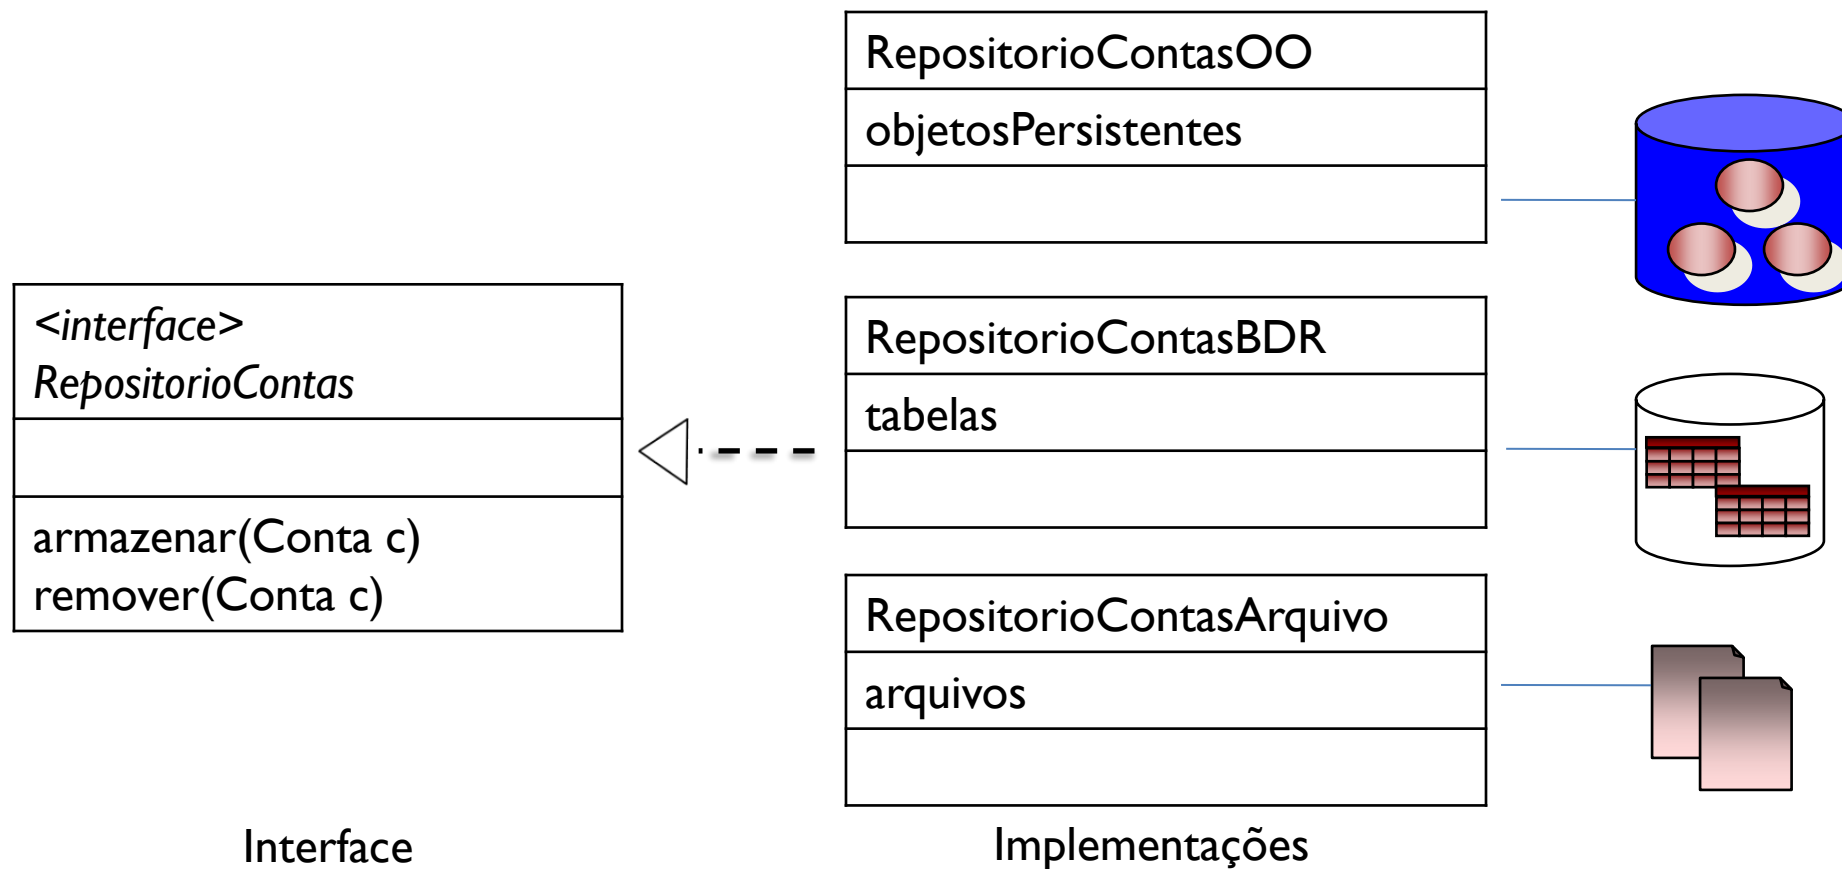 <interface>
RepositorioContas
armazenar(Conta c)
remover(Conta c)
Interface
RepositorioContasOO
objetosPersistentes
RepositorioContasBDR
tabelas
RepositorioContasArquivo
arquivos
Implementações